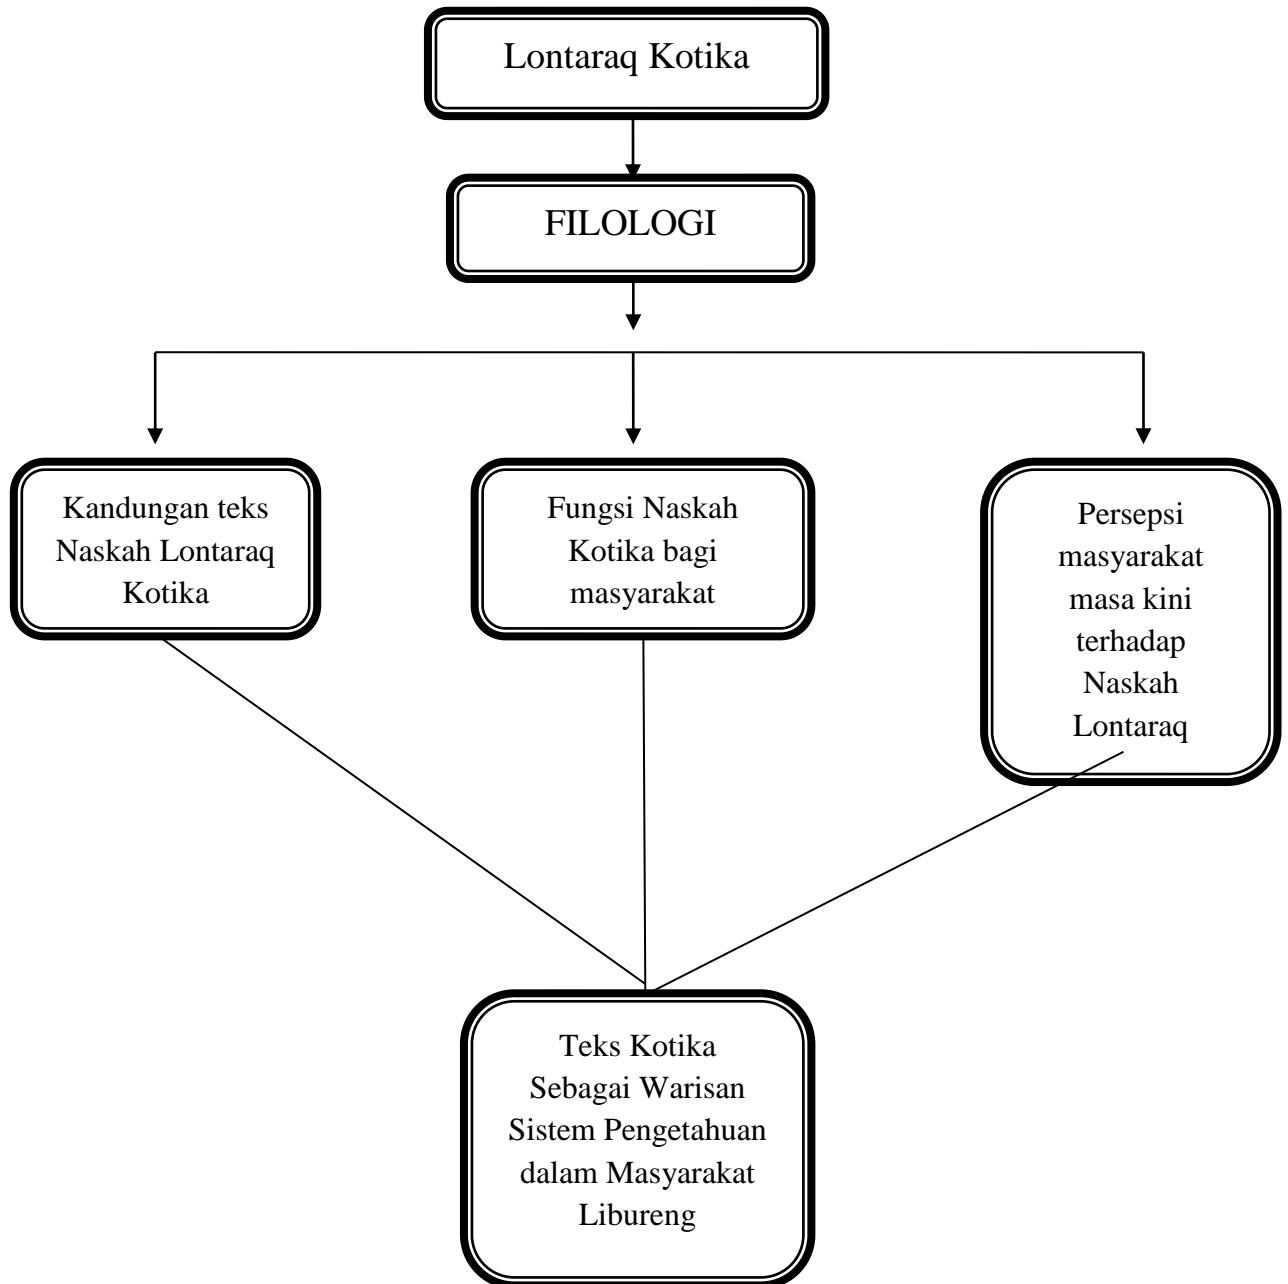 Lontaraq Kotika
FILOLOGI
Kandungan teks
Naskah Lontaraq
Kotika
Fungsi Naskah
Kotika bagi
masyarakat
Persepsi
masyarakat
masa kini
terhadap
Naskah
Lontaraq
Teks Kotika
Sebagai Warisan
Sistem Pengetahuan
dalam Masyarakat
Libureng